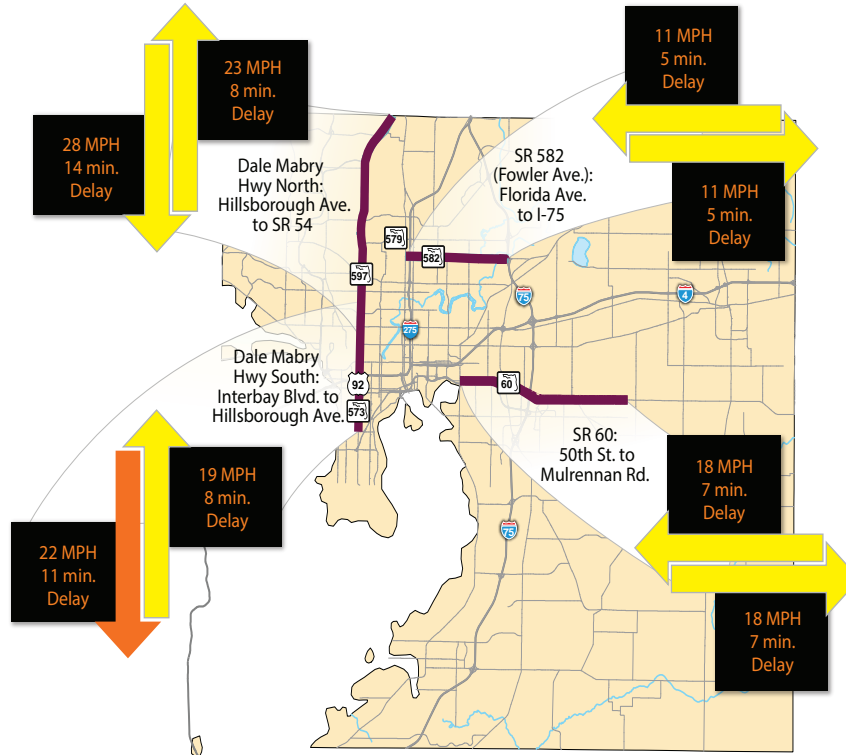 23 MPH
8 min.
Delay
28 MPH
14 min.
Delay
Dale Mabry
Hwy North:
Hillsborough Ave.
to SR 54
11 MPH
5 min.
Delay
11 MPH
5 min.
Delay
SR 582
(Fowler Ave.):
Florida Ave.
to I-75
579
582
597
75
4
275
Dale Mabry
Hwy South:
Interbay Blvd. to
Hillsborough Ave.
92
573
60
SR 60:
50th St. to
Mulrennan Rd.
19 MPH
8 min.
Delay
22 MPH
11 min.
Delay
18 MPH
7 min.
Delay
75
18 MPH
7 min.
Delay